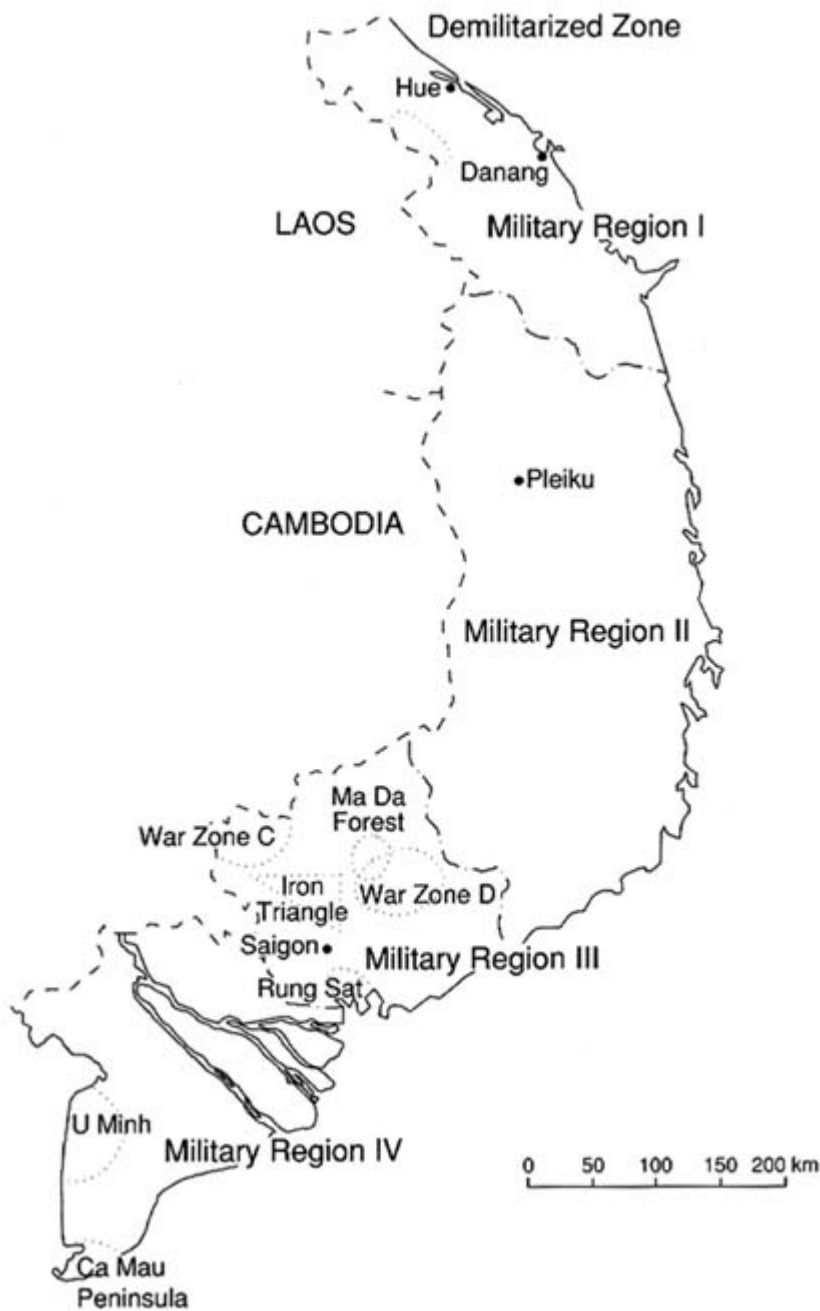 Demilitarized Zone
Hue
Danang
LAOS
Military Region I
Pleiku
CAMBODIA
Military Region II
Ma Da
Forest
War Zone C
Iron
Triangle
War Zone D
Saigon
Military Region III
Rung Sat
U Minh
Military Region IV
0 50 100 150 200 km
Ca Mau
Peninsula